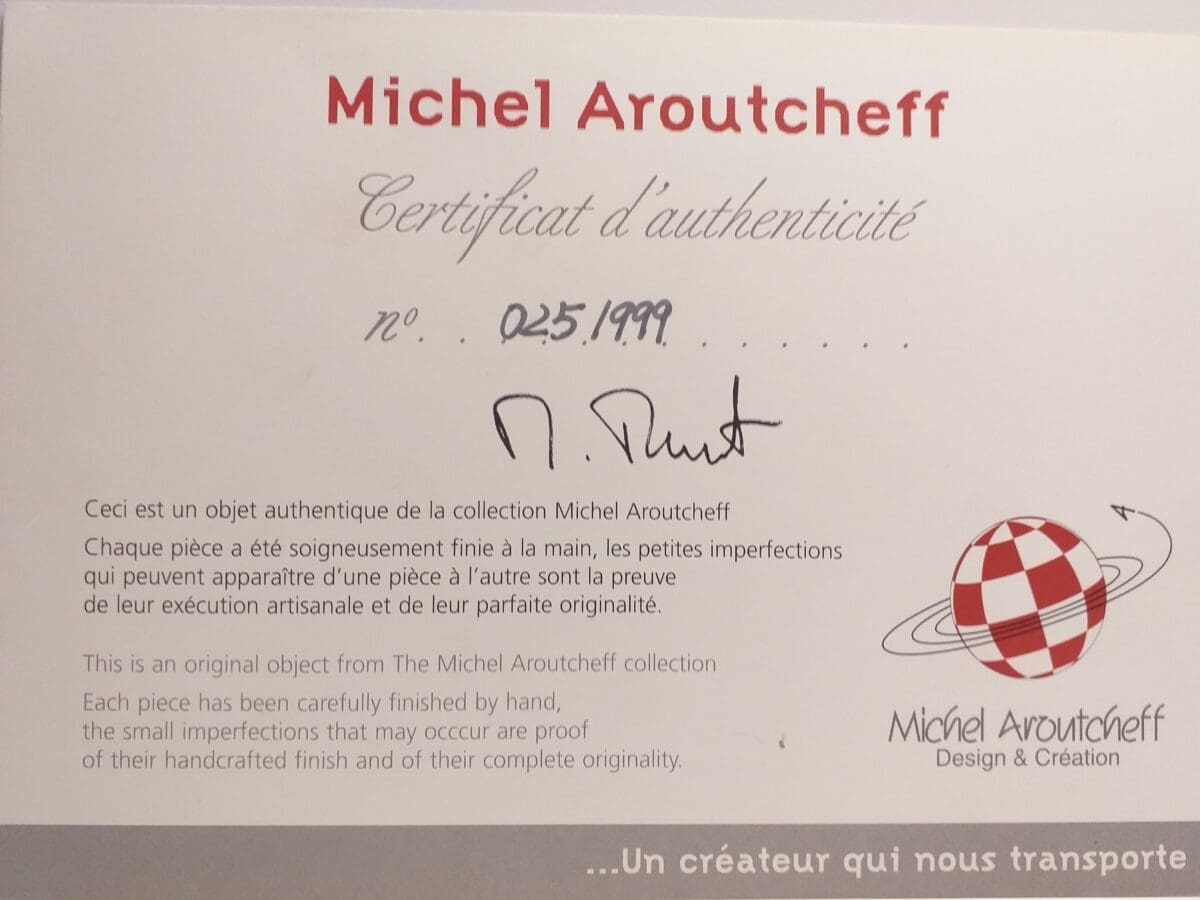 Michel Aroutcheff
Certificat d'authenticité
nº. . 025/999 . . . . . .
Ceci est un objet authentique de la collection Michel Aroutcheff
Chaque pièce a été soigneusement finie à la main, les petites imperfections
qui peuvent apparaître d'une pièce à l'autre sont la preuve
de leur exécution artisanale et de leur parfaite originalité.
This is an original object from The Michel Aroutcheff collection
Each piece has been carefully finished by hand,
the small imperfections that may occcur are proof
of their handcrafted finish and of their complete originality.
Michel Aroutcheff
Design & Création
...Un créateur qui nous transporte